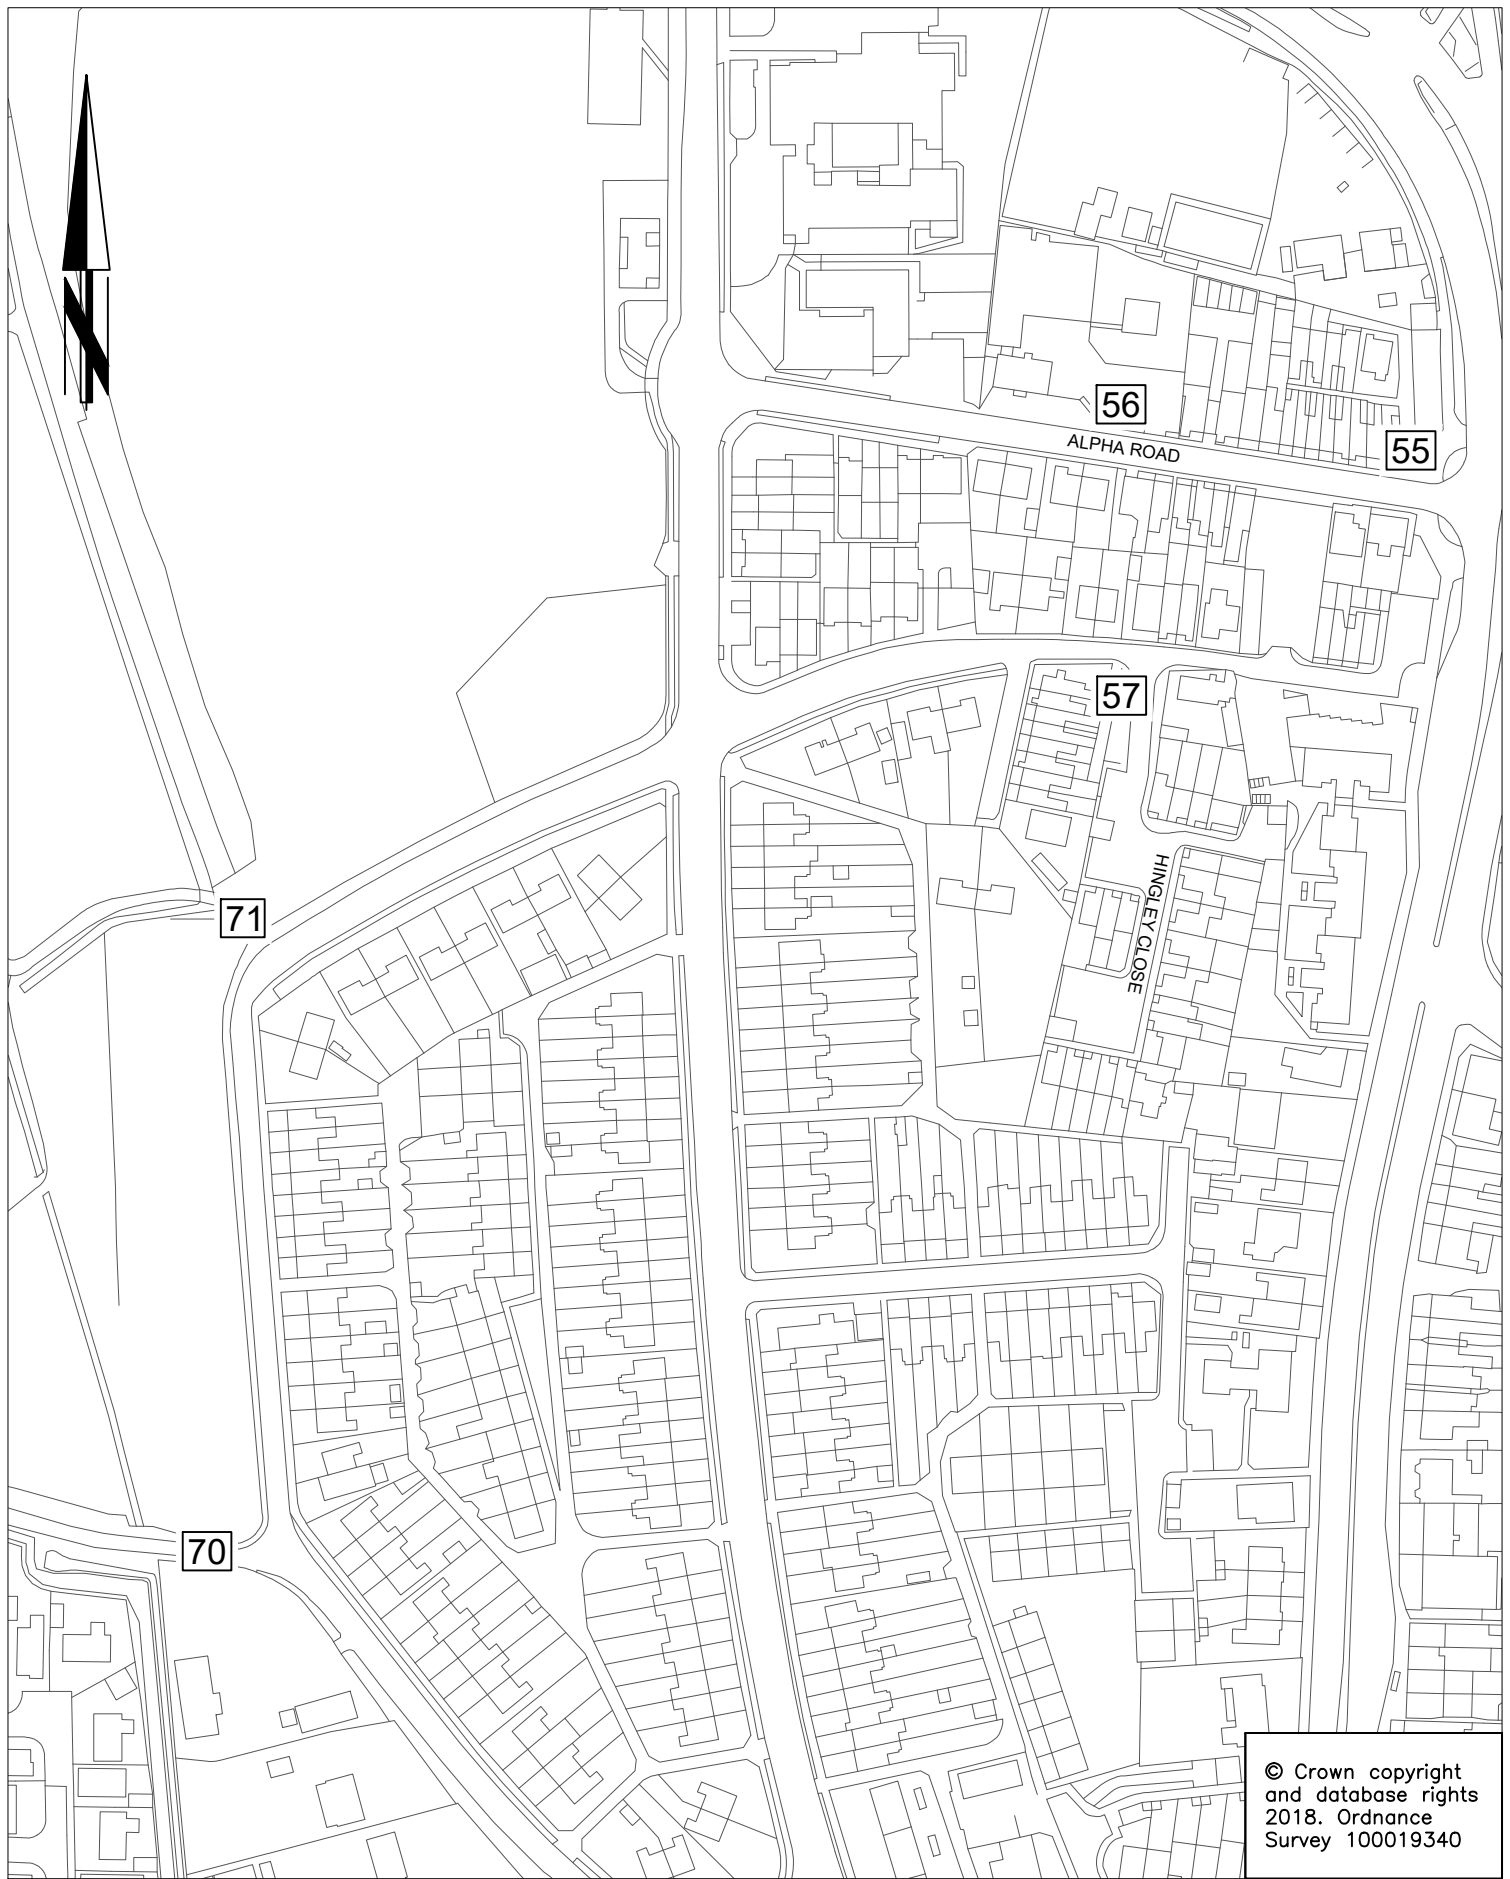 N
56
ALPHA ROAD
55
57
HINGLEY CLOSE
71
70
© Crown copyright
and database rights
2018. Ordnance
Survey 100019340